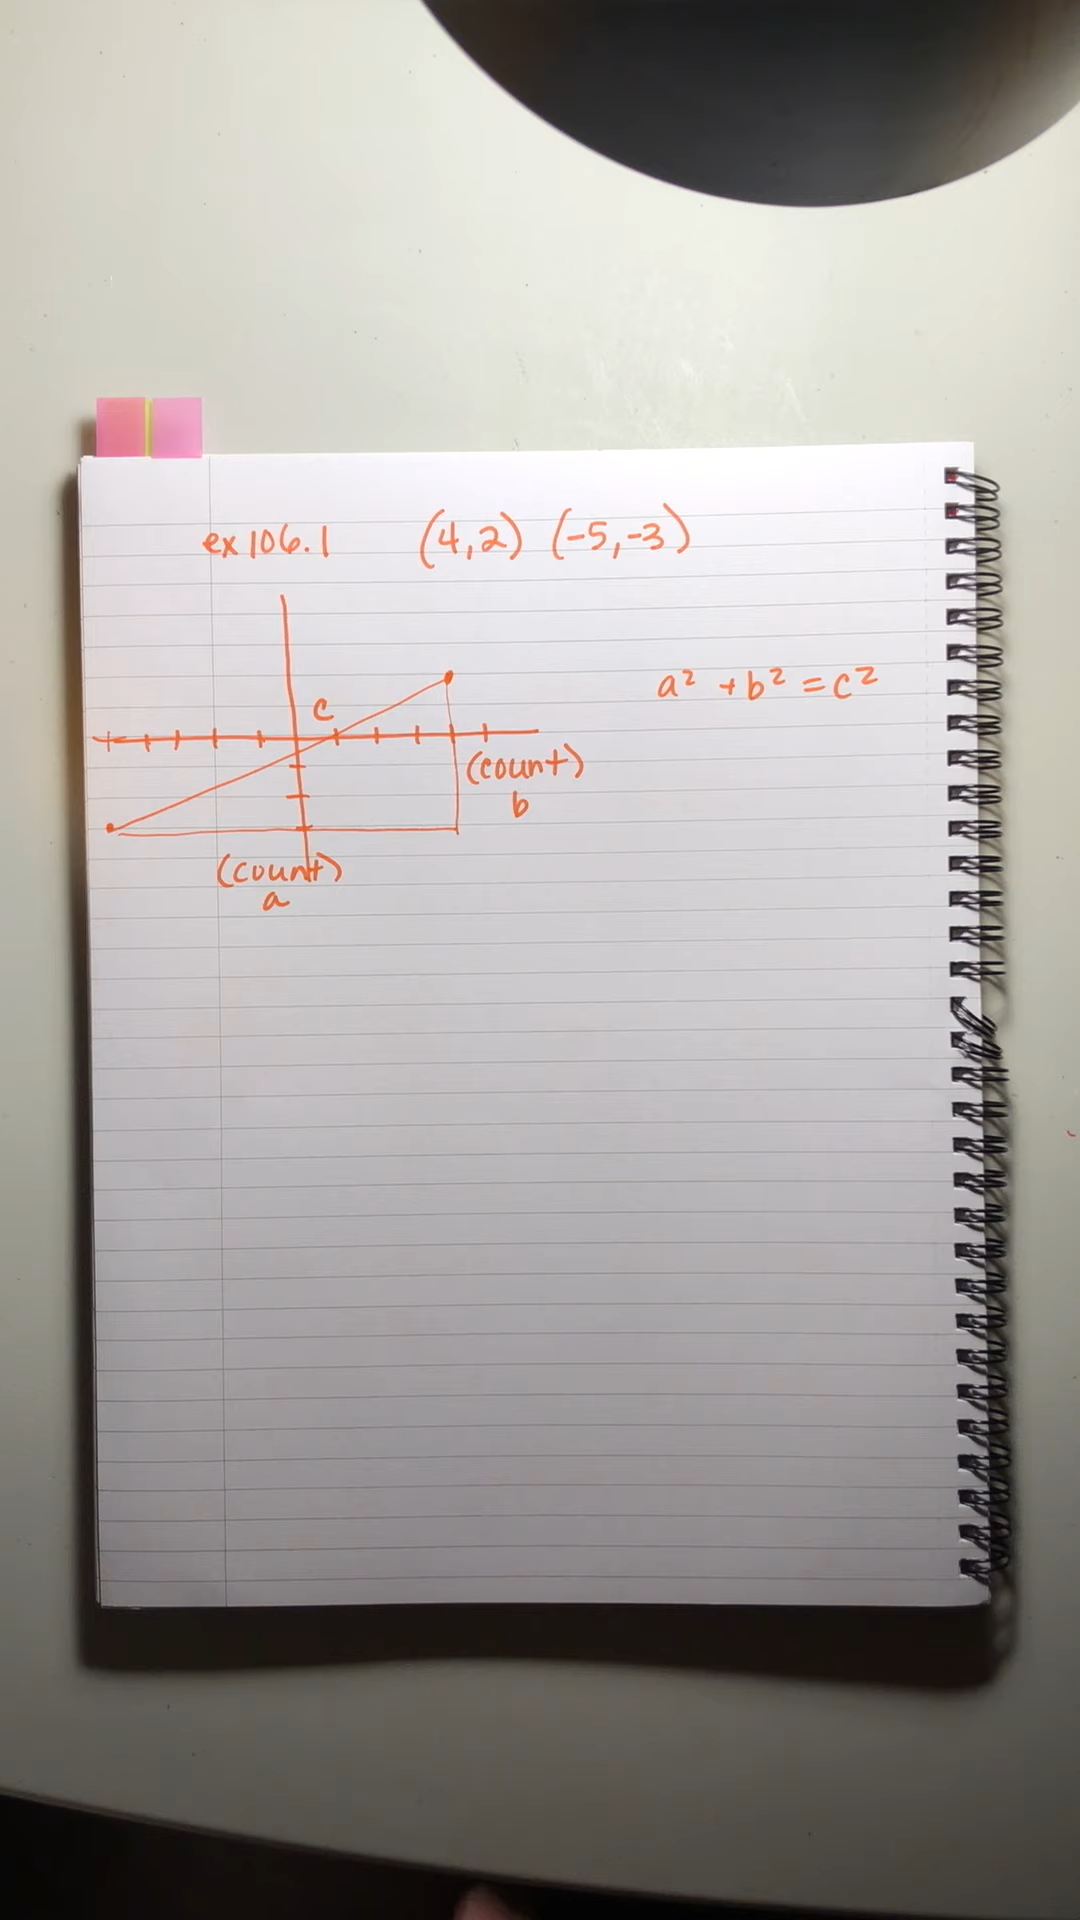 ex 106.1 (4,2) (-5,-3)
a² + b² = c²
c
(count)
b
(count)
a